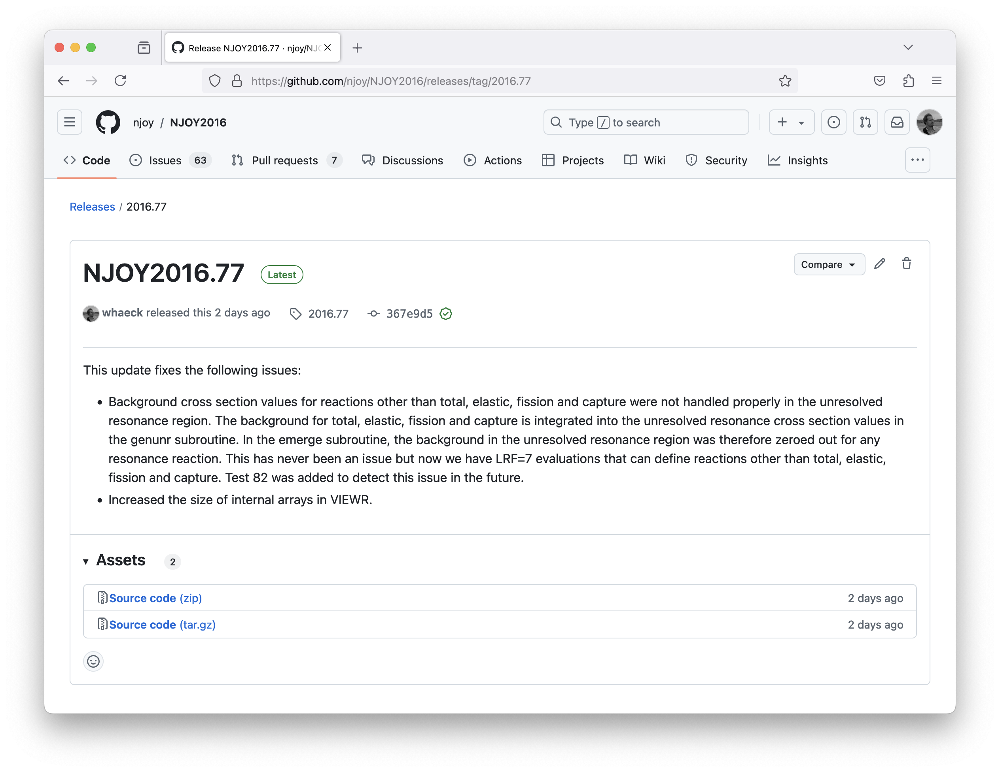 Release NJOY2016.77 · njoy/NJO
https://github.com/njoy/NJOY2016/releases/tag/2016.77
njoy / NJOY2016
Type / to search
Code Issues 63 Pull requests 7 Discussions Actions Projects Wiki Security Insights
Releases / 2016.77
NJOY2016.77 Latest
Compare
whaeck released this 2 days ago 2016.77 367e9d5
This update fixes the following issues:
• Background cross section values for reactions other than total, elastic, fission and capture were not handled properly in the unresolved
resonance region. The background for total, elastic, fission and capture is integrated into the unresolved resonance cross section values in
the genunr subroutine. In the emerge subroutine, the background in the unresolved resonance region was therefore zeroed out for any
resonance reaction. This has never been an issue but now we have LRF=7 evaluations that can define reactions other than total, elastic,
fission and capture. Test 82 was added to detect this issue in the future.
• Increased the size of internal arrays in VIEWR.
Assets 2
Source code (zip) 2 days ago
Source code (tar.gz) 2 days ago